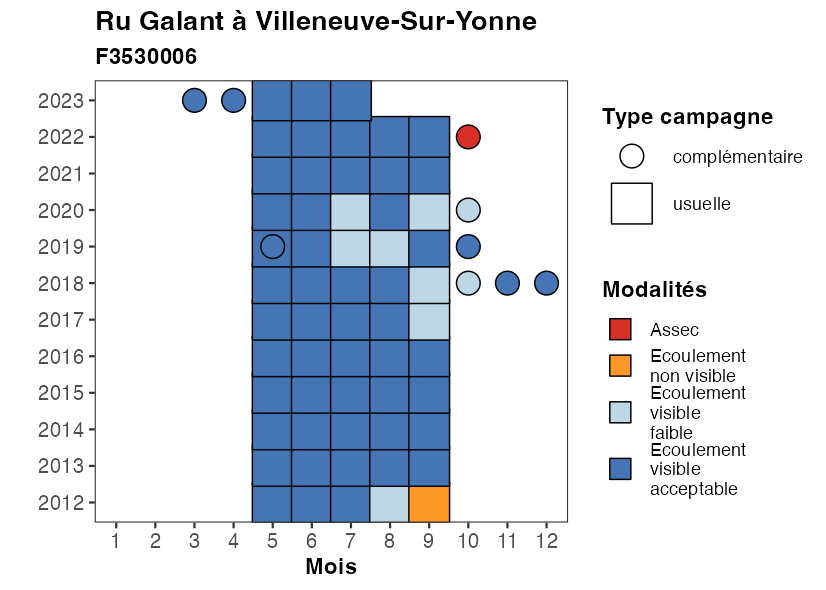 Ru Galant à Villeneuve-Sur-Yonne
F3530006
2023
2022
2021
2020
2019
2018
2017
2016
2015
2014
2013
2012
1 2 3 4 5 6 7 8 9 10 11 12
Mois
Type campagne
complémentaire
usuelle
Modalités
Assec
Ecoulement
non visible
Ecoulement
visible
faible
Ecoulement
visible
acceptable